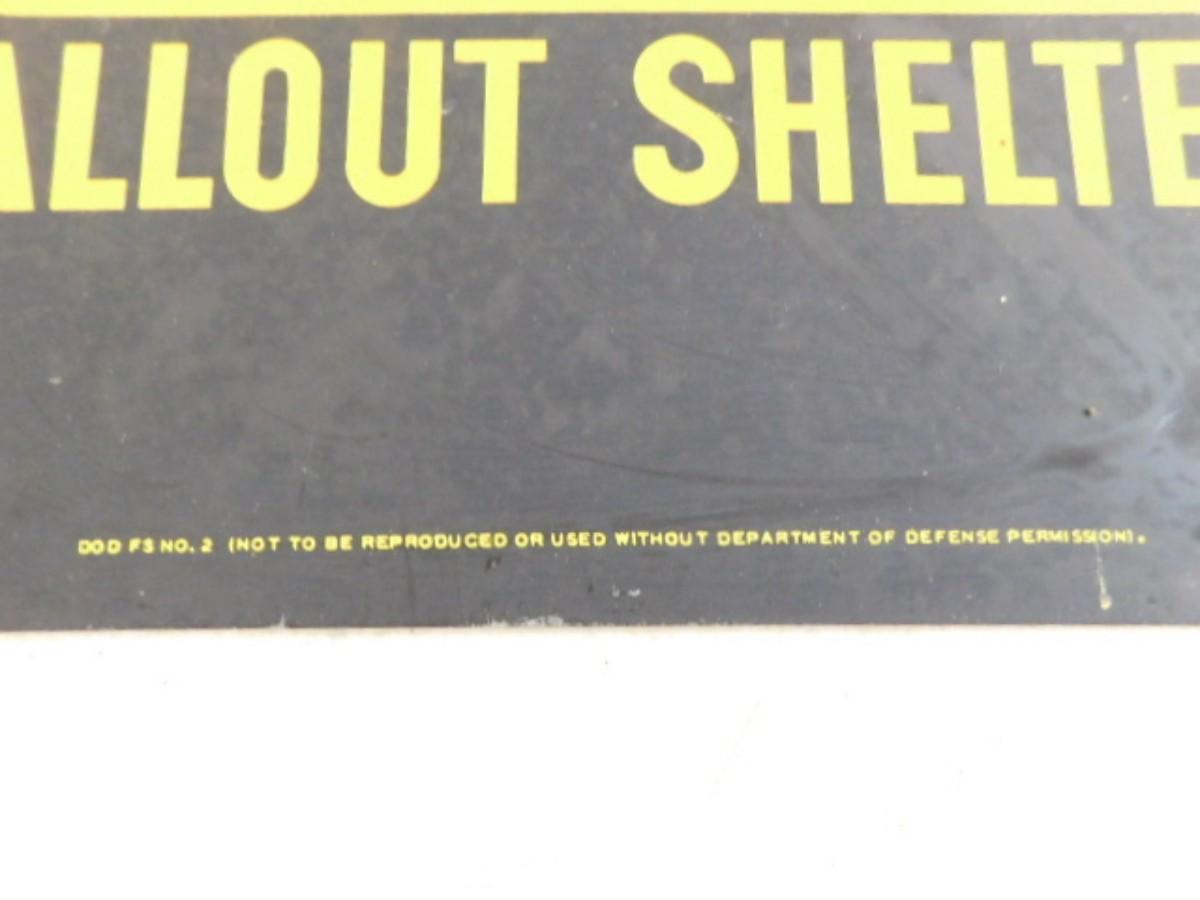 ALLOUT SHELTE
DOD FS NO. 2 (NOT TO BE REPRODUCED OR USED WITHOUT DEPARTMENT OF DEFENSE PERMISSION).